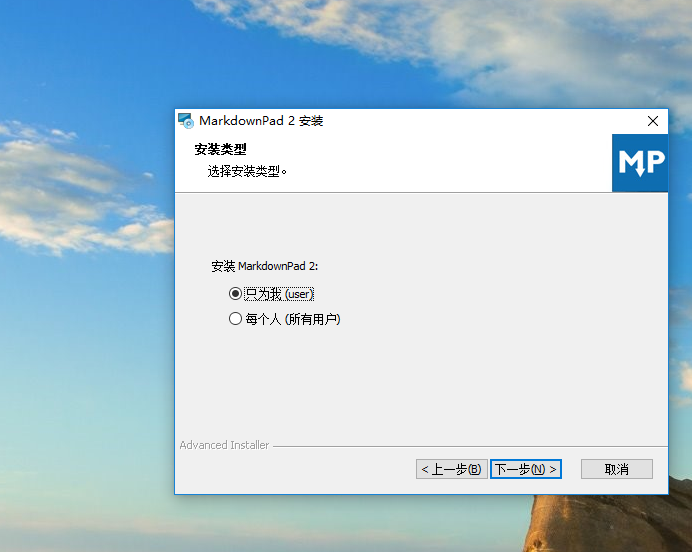 MarkdownPad 2 安装
安装类型
选择安装类型。
MP
安装 MarkdownPad 2:
只为我 (user)
每个人 (所有用户)
Advanced Installer
< 上一步(B)
下一步(N) >
取消